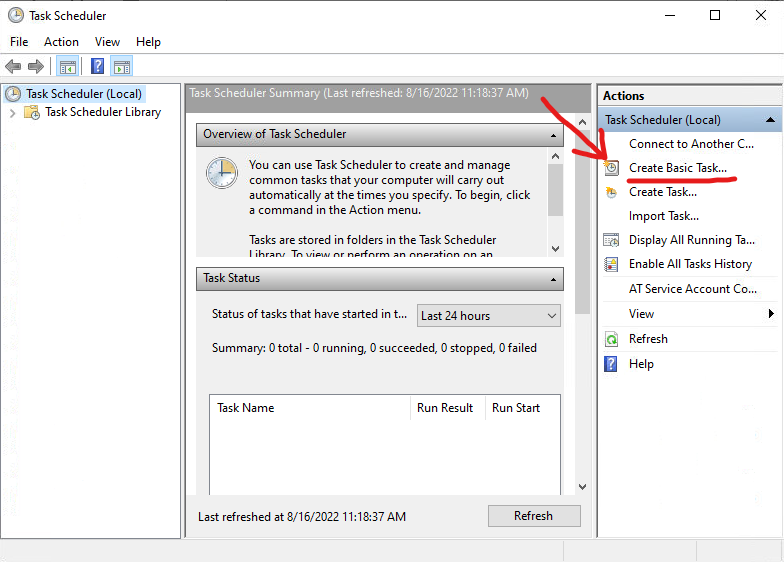 Task Scheduler
File Action View Help
Task Scheduler (Local)
Task Scheduler Library
Task Scheduler Summary (Last refreshed: 8/16/2022 11:18:37 AM)
Overview of Task Scheduler
You can use Task Scheduler to create and manage
common tasks that your computer will carry out
automatically at the times you specify. To begin, click
a command in the Action menu.
Tasks are stored in folders in the Task Scheduler
Library. To view or perform an operation on an
Task Status
Status of tasks that have started in t... Last 24 hours
Summary: 0 total - 0 running, 0 succeeded, 0 stopped, 0 failed
Task Name Run Result Run Start
Last refreshed at 8/16/2022 11:18:37 AM Refresh
Actions
Task Scheduler (Local)
Connect to Another C...
Create Basic Task...
Create Task...
Import Task...
Display All Running Ta...
Enable All Tasks History
AT Service Account Co...
View
Refresh
Help